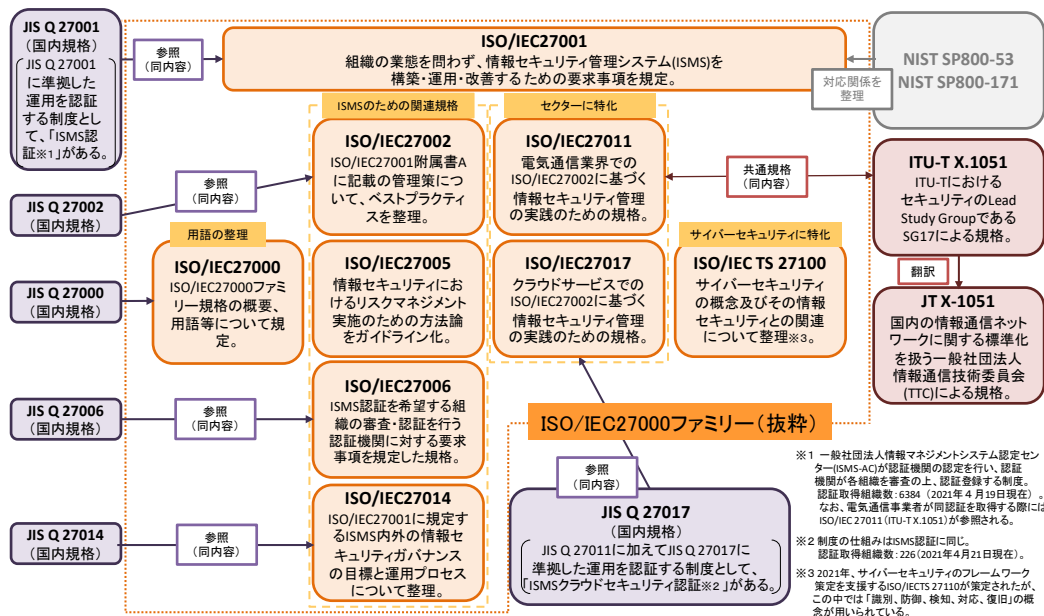 JIS Q 27001
(国内規格)
JIS Q 27001
に準拠した
運用を認証
する制度と
して、「ISMS認
証※1」がある。
参照
(同内容)
ISO/IEC27001
組織の業態を問わず、情報セキュリティ管理システム(ISMS)を
構築・運用・改善するための要求事項を規定。
対応関係を
整理
NIST SP800-53
NIST SP800-171
ISMSのための関連規格
セクターに特化
ISO/IEC27002
ISO/IEC27001附属書A
に記載の管理策につ
いて、ベストプラクティ
スを整理。
ISO/IEC27011
電気通信業界での
ISO/IEC27002に基づく
情報セキュリティ管理
の実践のための規格。
共通規格
(同内容)
ITU-T X.1051
ITU-Tにおける
セキュリティのLead
Study Groupである
SG17による規格。
翻訳
JT X-1051
国内の情報通信ネット
ワークに関する標準化
を扱う一般社団法人
情報通信技術委員会
(TTC)による規格。
JIS Q 27002
(国内規格)
参照
(同内容)
用語の整理
ISO/IEC27000
ISO/IEC27000ファミ
リー規格の概要、
用語等について規
定。
JIS Q 27000
(国内規格)
ISO/IEC27005
情報セキュリティに
おけるリスクマネジメント
実施のための方法論
をガイドライン化。
ISO/IEC27017
クラウドサービスでの
ISO/IEC27002に基づく
情報セキュリティ管理
の実践のための規格。
サイバーセキュリティに特化
ISO/IEC TS 27100
サイバーセキュリティ
の概念及びその情報
セキュリティとの関連
について整理※3。
JIS Q 27006
(国内規格)
参照
(同内容)
ISO/IEC27006
ISMS認証を希望する組
織の審査・認証を行う
認証機関に対する要求
事項を規定した規格。
ISO/IEC27000ファミリー(抜粋)
JIS Q 27014
(国内規格)
参照
(同内容)
ISO/IEC27014
ISO/IEC27001に規定す
るISMS内外の情報セ
キュリティガバナンス
の目標と運用プロセス
について整理。
参照
(同内容)
JIS Q 27017
(国内規格)
JIS Q 27011に加えてJIS Q 27017に
準拠した運用を認証する制度として、
「ISMSクラウドセキュリティ認証※2」がある。
※1 一般社団法人情報マネジメントシステム認定セン
ター(ISMS-AC)が認証機関の認定を行い、認証
機関が各組織を審査の上、認証登録する制度。
認証取得組織数:6384 (2021年4月19日現在)。
なお、電気通信事業者が同認証を取得する際には
ISO/IEC 27011(ITU-T X.1051)が参照される。
※2 制度の仕組みはISMS認証に同じ。
認証取得組織数:226(2021年4月21日現在)。
※3 2021年、サイバーセキュリティのフレームワーク
策定を支援するISO/IECTS 27110が策定されたが、
この中では「識別、防御、検知、対応、復旧」の概
念が用いられている。